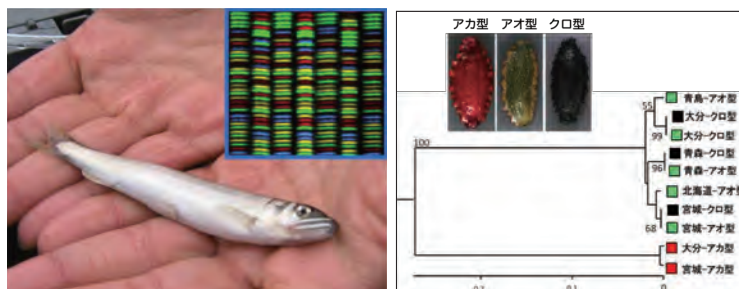 アカ型 アオ型 クロ型
55
青島-アオ型
大分-クロ型
99
大分-クロ型
100
青森-クロ型
96
青森-アオ型
北海道-アオ型
宮城-クロ型
68
宮城-アオ型
大分-アカ型
宮城-アカ型
0.2 0.1 0